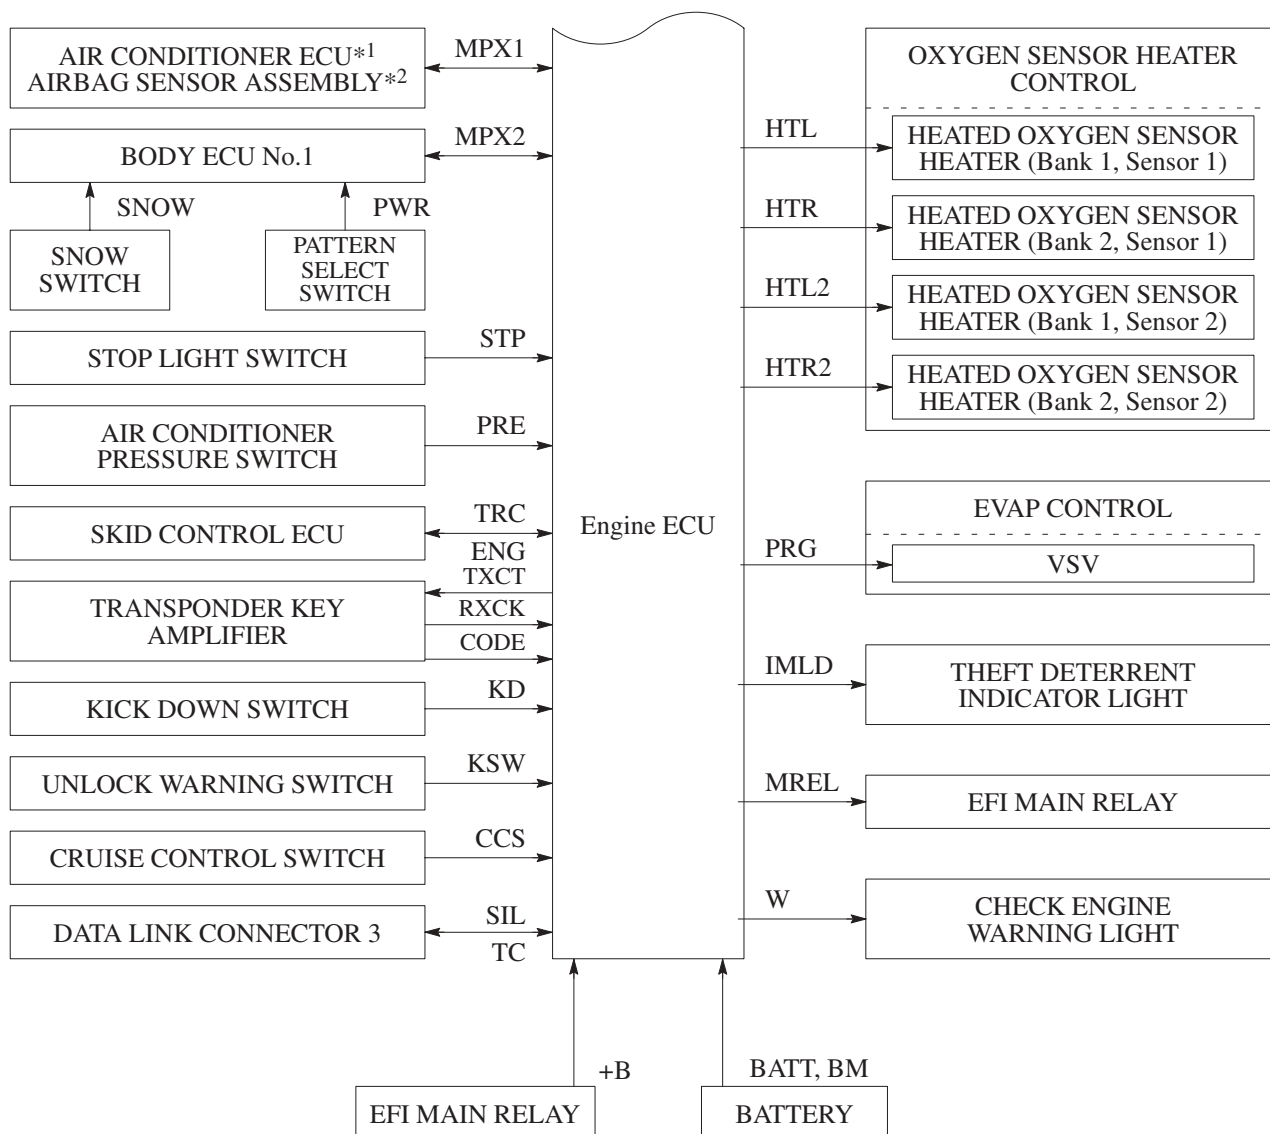 AIR CONDITIONER ECU*1
AIRBAG SENSOR ASSEMBLY*2
MPX1
BODY ECU No.1
MPX2
SNOW
PWR
SNOW
SWITCH
PATTERN
SELECT
SWITCH
STOP LIGHT SWITCH
STP
AIR CONDITIONER
PRESSURE SWITCH
PRE
SKID CONTROL ECU
TRC
ENG
TRANSPONDER KEY
AMPLIFIER
TXCT
RXCK
CODE
KICK DOWN SWITCH
KD
UNLOCK WARNING SWITCH
KSW
CRUISE CONTROL SWITCH
CCS
DATA LINK CONNECTOR 3
SIL
TC
Engine ECU
OXYGEN SENSOR HEATER
CONTROL
HTL
HEATED OXYGEN SENSOR
HEATER (Bank 1, Sensor 1)
HTR
HEATED OXYGEN SENSOR
HEATER (Bank 2, Sensor 1)
HTL2
HEATED OXYGEN SENSOR
HEATER (Bank 1, Sensor 2)
HTR2
HEATED OXYGEN SENSOR
HEATER (Bank 2, Sensor 2)
EVAP CONTROL
PRG
VSV
IMLD
THEFT DETERRENT
INDICATOR LIGHT
MREL
EFI MAIN RELAY
W
CHECK ENGINE
WARNING LIGHT
+B
EFI MAIN RELAY
BATT, BM
BATTERY